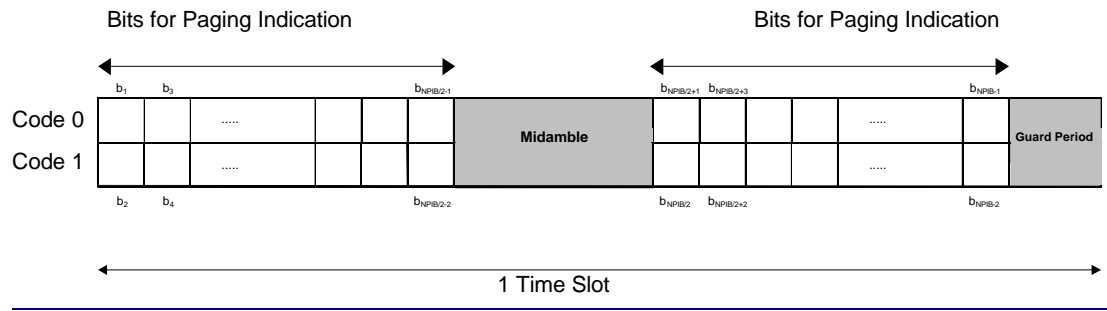 Bits for Paging Indication Bits for Paging Indication
b1 b3 bNPIB/2-1 bNPIB/2+1 bNPIB/2+3 bNPIB-1
Code 0 ..... Midamble ..... Guard Period
Code 1 ..... .....
b2 b4 bNPIB/2-2 bNPIB/2 bNPIB/2+2 bNPIB-2
1 Time Slot